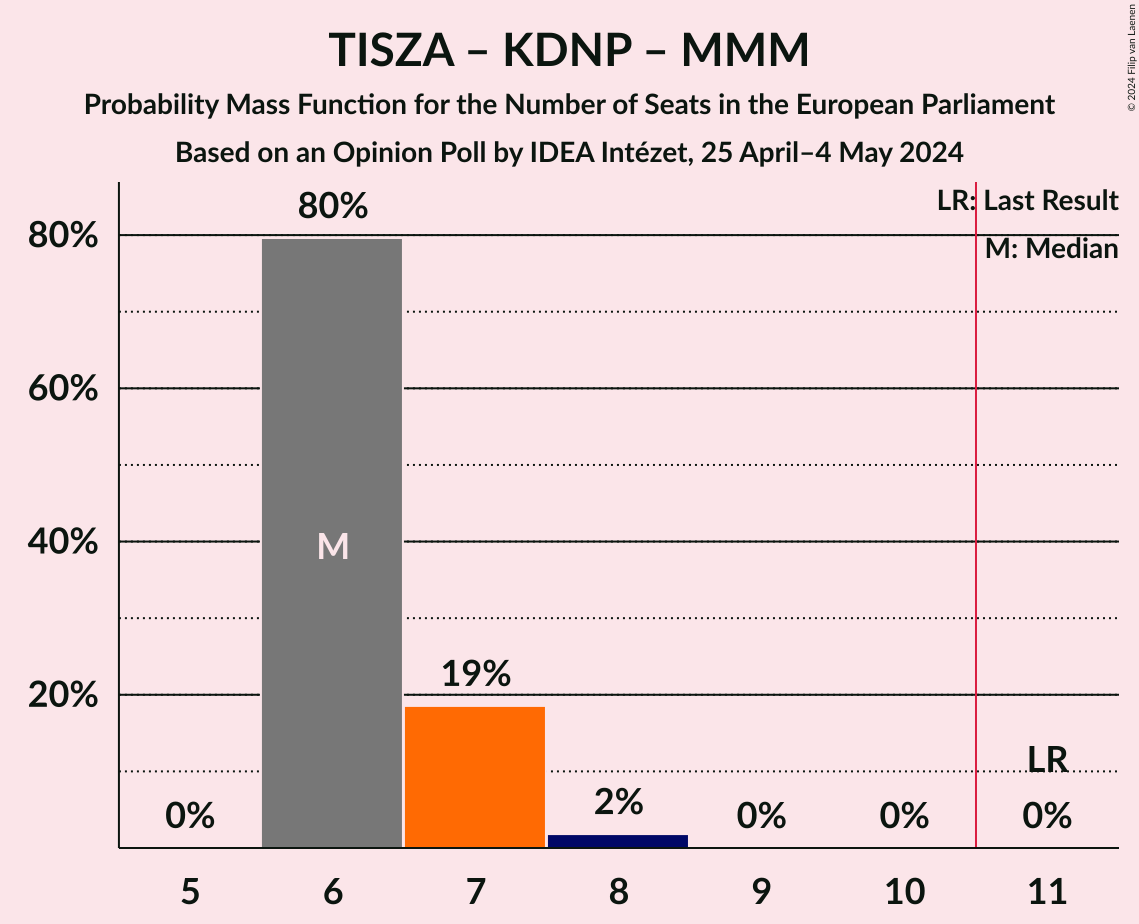 TISZA – KDNP – MMM
Probability Mass Function for the Number of Seats in the European Parliament
Based on an Opinion Poll by IDEA Intézet, 25 April–4 May 2024
© 2024 Filip van Laenen
LR: Last Result
M: Median
80%
60%
40%
20%
0%
80%
M
19%
2%
0%
0%
LR
0%
5 6 7 8 9 10 11